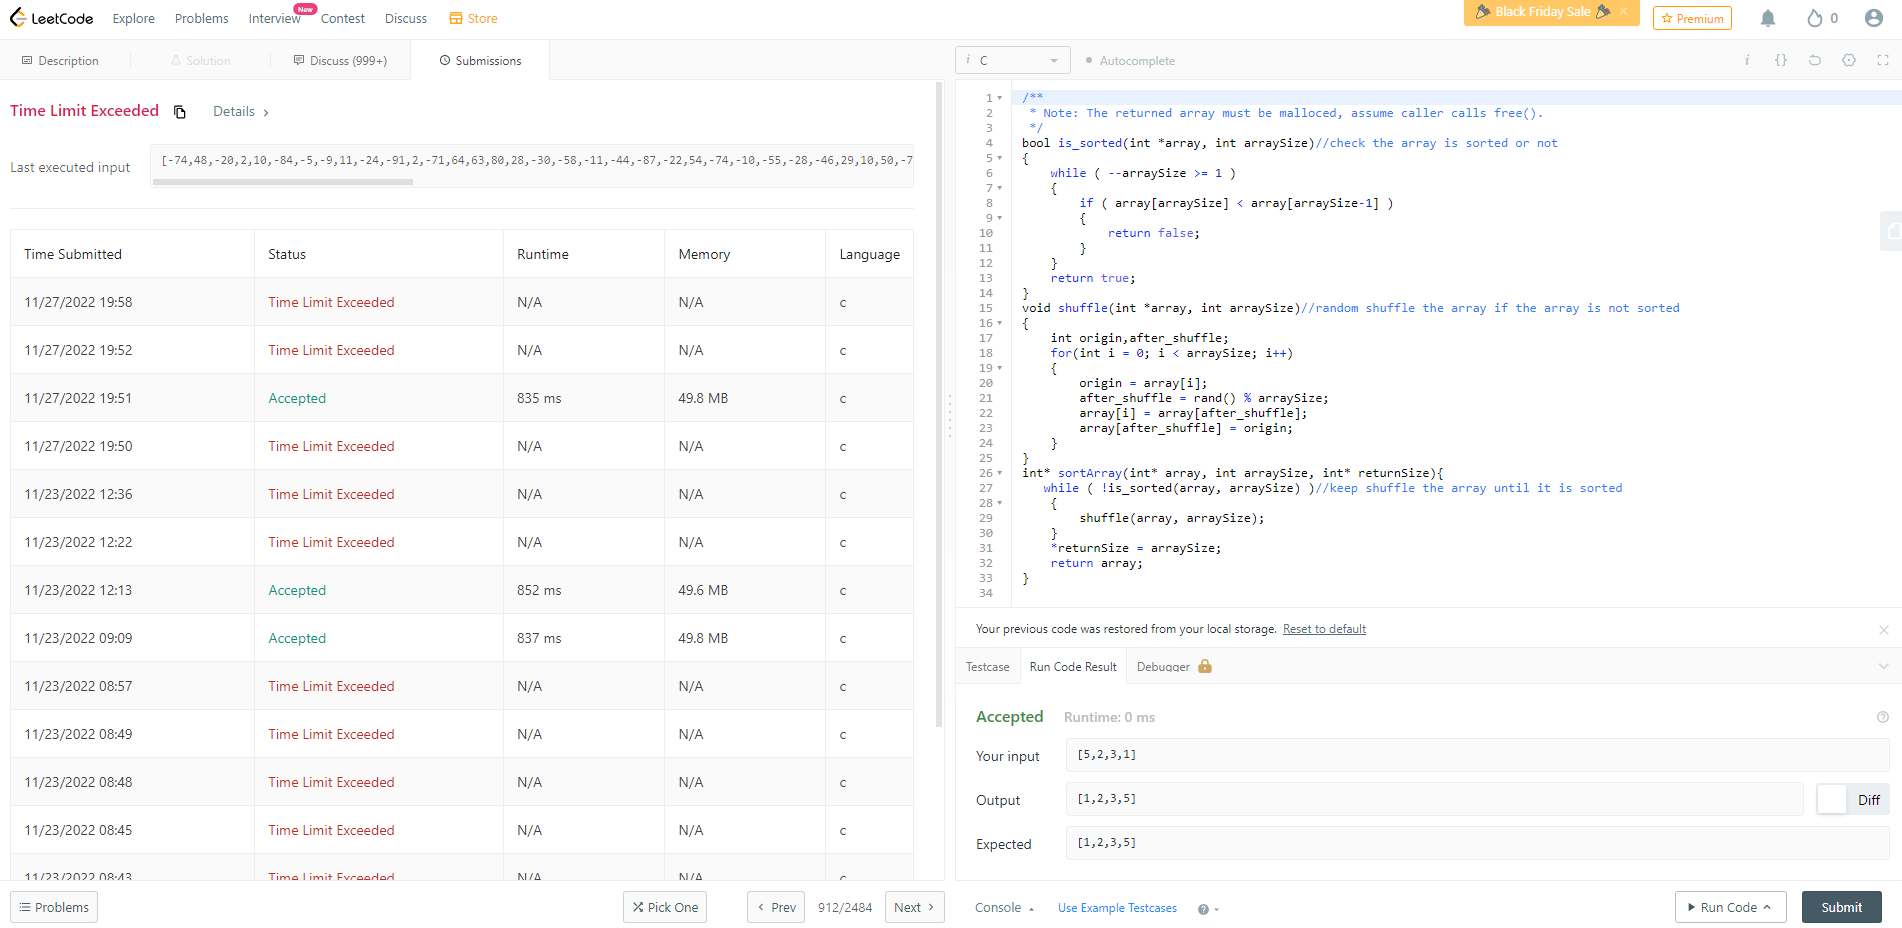 LeetCode Explore Problems Interview New Contest Discuss Store Black Friday Sale × Premium 0
Description Solution Discuss (999+) Submissions
i C Autocomplete i {}
Time Limit Exceeded Details >
Last executed input [-74,48,-20,2,10,-84,-5,-9,11,-24,-91,2,-71,64,63,80,28,-30,-58,-11,-44,-87,-22,54,-74,-10,-55,-28,-46,29,10,50,-7
Time Submitted Status Runtime Memory Language
11/27/2022 19:58 Time Limit Exceeded N/A N/A c
11/27/2022 19:52 Time Limit Exceeded N/A N/A c
11/27/2022 19:51 Accepted 835 ms 49.8 MB c
11/27/2022 19:50 Time Limit Exceeded N/A N/A c
11/23/2022 12:36 Time Limit Exceeded N/A N/A c
11/23/2022 12:22 Time Limit Exceeded N/A N/A c
11/23/2022 12:13 Accepted 852 ms 49.6 MB c
11/23/2022 09:09 Accepted 837 ms 49.8 MB c
11/23/2022 08:57 Time Limit Exceeded N/A N/A c
11/23/2022 08:49 Time Limit Exceeded N/A N/A c
11/23/2022 08:48 Time Limit Exceeded N/A N/A c
11/23/2022 08:45 Time Limit Exceeded N/A N/A c
11/23/2022 08:43 Time Limit Exceeded N/A N/A c
Problems Pick One < Prev 912/2484 Next >
1 /**
2 * Note: The returned array must be malloced, assume caller calls free().
3 */
4 bool is_sorted(int *array, int arraySize)//check the array is sorted or not
5 {
6 while ( --arraySize >= 1 )
7 {
8 if ( array[arraySize] < array[arraySize-1] )
9 {
10 return false;
11 }
12 }
13 return true;
14 }
15 void shuffle(int *array, int arraySize)//random shuffle the array if the array is not sorted
16 {
17 int origin,after_shuffle;
18 for(int i = 0; i < arraySize; i++)
19 {
20 origin = array[i];
21 after_shuffle = rand() % arraySize;
22 array[i] = array[after_shuffle];
23 array[after_shuffle] = origin;
24 }
25 }
26 int* sortArray(int* array, int arraySize, int* returnSize){
27 while ( !is_sorted(array, arraySize) )//keep shuffle the array until it is sorted
28 {
29 shuffle(array, arraySize);
30 }
31 *returnSize = arraySize;
32 return array;
33 }
34
Your previous code was restored from your local storage. Reset to default ×
Testcase Run Code Result Debugger
Accepted Runtime: 0 ms ?
Your input [5,2,3,1]
Output [1,2,3,5] Diff
Expected [1,2,3,5]
Console Use Example Testcases ? Run Code Submit